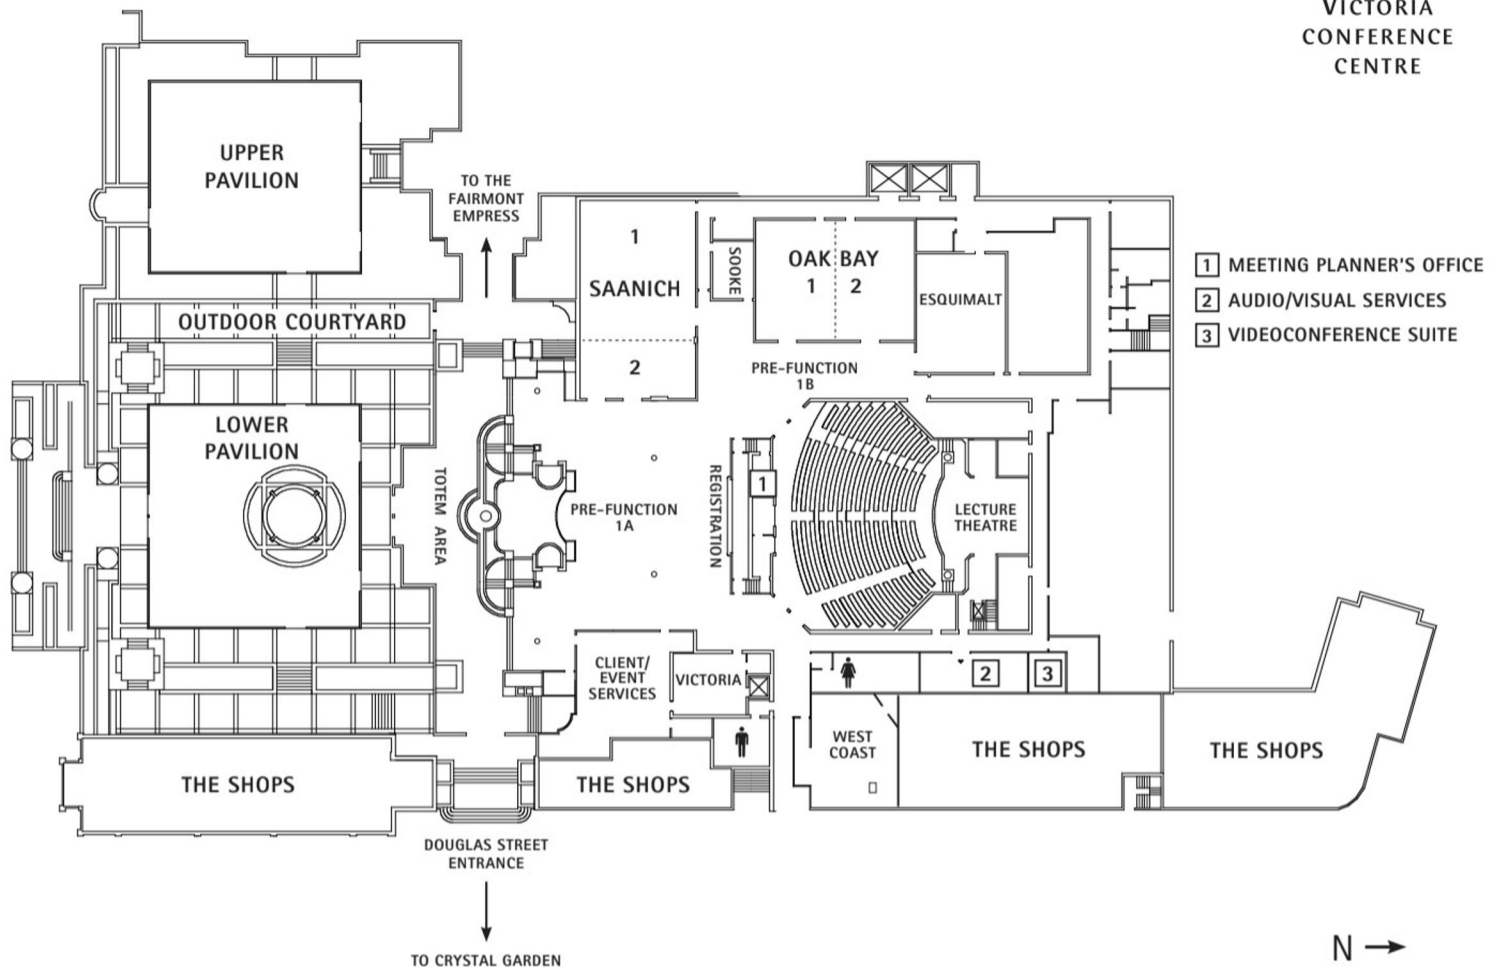 VICTORIA
CONFERENCE
CENTRE
UPPER
PAVILION
TO THE
FAIRMONT
EMPRESS
1
SAANICH
2
SOOKE
OAK BAY
1 2
ESQUIMALT
1 MEETING PLANNER'S OFFICE
2 AUDIO/VISUAL SERVICES
3 VIDEOCONFERENCE SUITE
OUTDOOR COURTYARD
PRE-FUNCTION
1B
LOWER
PAVILION
TOTEM AREA
PRE-FUNCTION
1A
REGISTRATION
1
LECTURE
THEATRE
CLIENT/
EVENT
SERVICES
VICTORIA
2
3
WEST
COAST
THE SHOPS
THE SHOPS
THE SHOPS
THE SHOPS
DOUGLAS STREET
ENTRANCE
TO CRYSTAL GARDEN
N